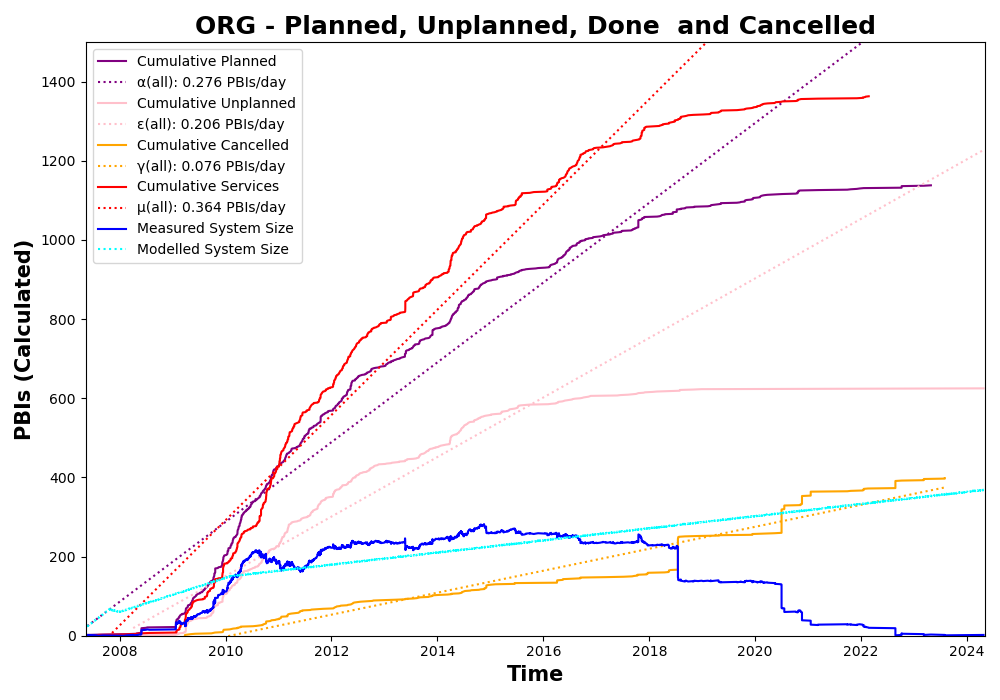 ORG - Planned, Unplanned, Done  and Cancelled
Cumulative Planned
α(all): 0.276 PBIs/day
Cumulative Unplanned
ε(all): 0.206 PBIs/day
Cumulative Cancelled
γ(all): 0.076 PBIs/day
Cumulative Services
μ(all): 0.364 PBIs/day
Measured System Size
Modelled System Size
PBIs (Calculated)
1400
1200
1000
800
600
400
200
0
2008 2010 2012 2014 2016 2018 2020 2022 2024
Time